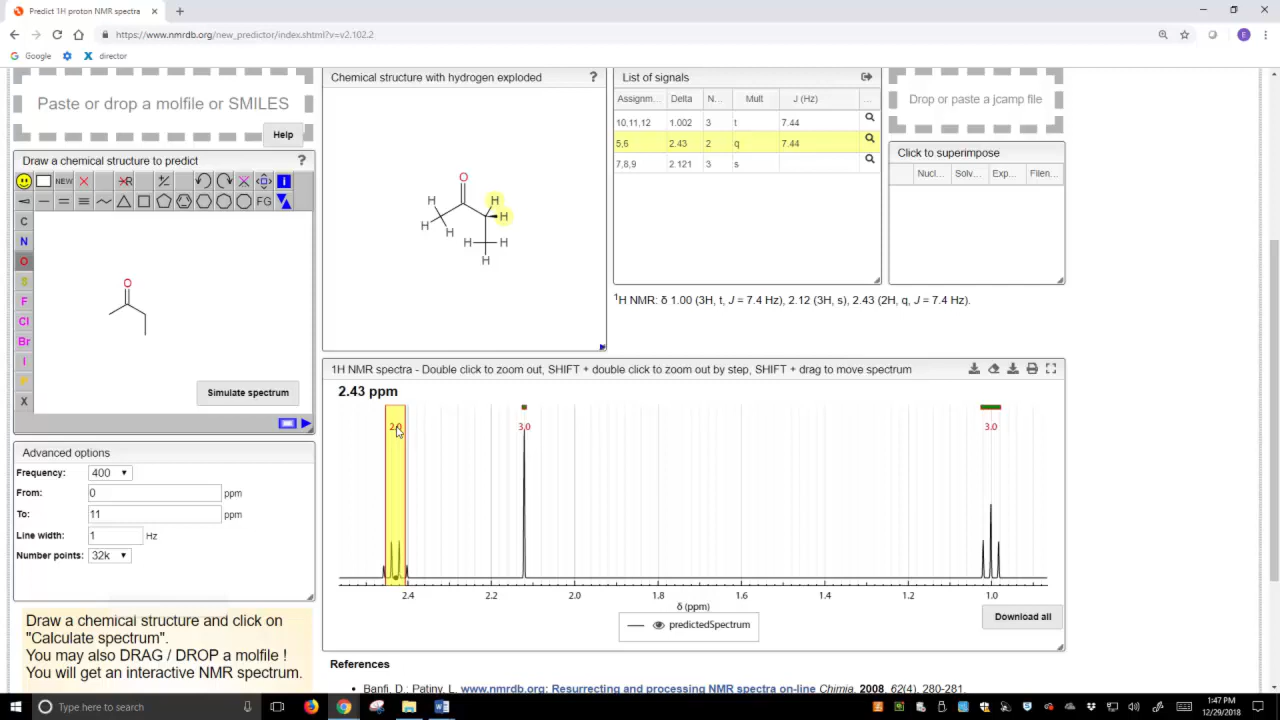 Predict 1H proton NMR spectra
https://www.nmrdb.org/new_predictor/index.shtml?v=v2.102.2
E
Google
director
Paste or drop a molfile or SMILES
Help
Draw a chemical structure to predict ?
NEW
FG
C
N
O
S
F
Cl
Br
I
X
O
Simulate spectrum
Advanced options
Frequency: 400
From: 0 ppm
To: 11 ppm
Line width: 1 Hz
Number points: 32k
Draw a chemical structure and click on
"Calculate spectrum".
You may also DRAG / DROP a molfile !
You will get an interactive NMR spectrum.
Chemical structure with hydrogen exploded ?
O
H H
H H
H
H H
H
List of signals
Assignm... Delta N... Mult J (Hz) ...
10,11,12 1.002 3 t 7.44
5,6 2.43 2 q 7.44
7,8,9 2.121 3 s
Drop or paste a jcamp file
Click to superimpose
Nucl... Solv... Exp... Filen...
1H NMR: δ 1.00 (3H, t, J = 7.4 Hz), 2.12 (3H, s), 2.43 (2H, q, J = 7.4 Hz).
1H NMR spectra - Double click to zoom out, SHIFT + double click to zoom out by step, SHIFT + drag to move spectrum
2.43 ppm
2.0 3.0 3.0
2.4 2.2 2.0 1.8 1.6 1.4 1.2 1.0
δ (ppm)
predictedSpectrum
Download all
References
Banfi, D.; Patiny, L. www.nmrdb.org: Resurrecting and processing NMR spectra on-line Chimia, 2008, 62(4), 280-281.
Type here to search
1:47 PM
12/29/2018